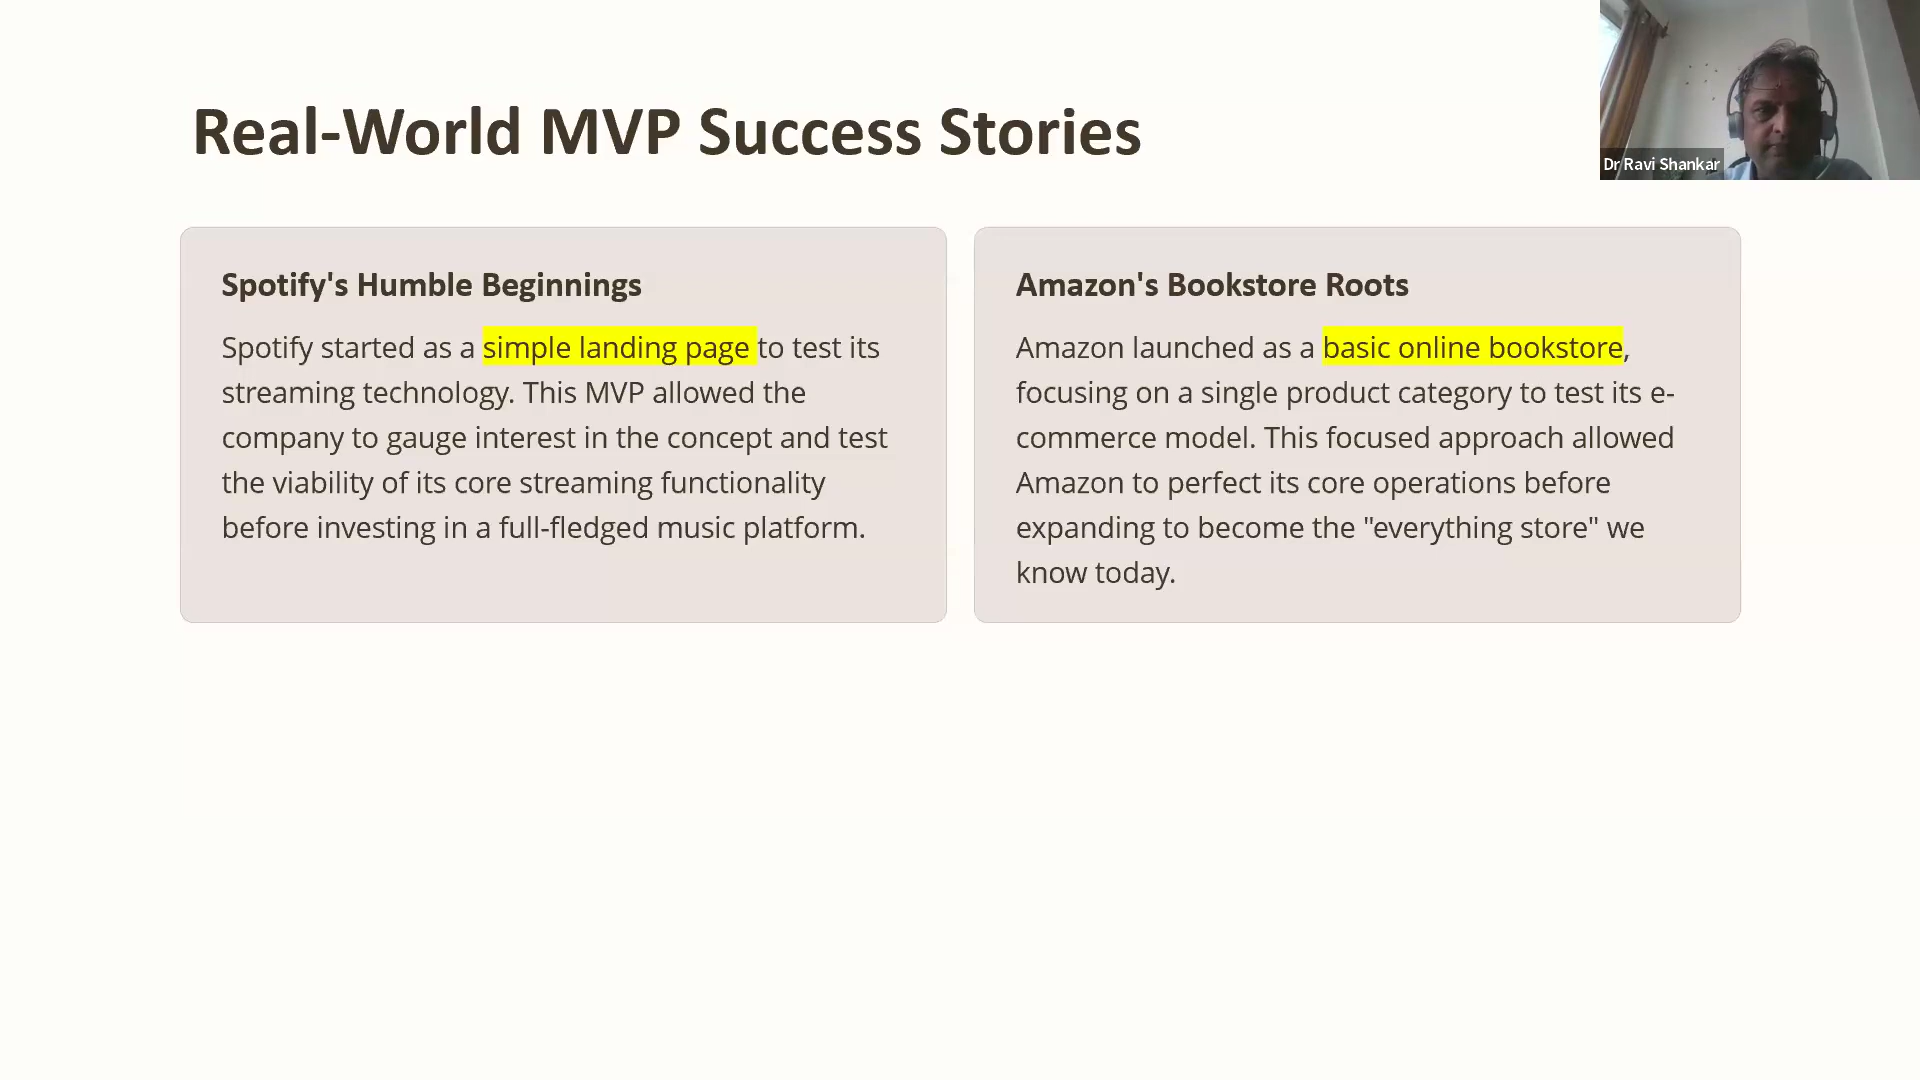 Real-World MVP Success Stories
Dr Ravi Shankar
Spotify's Humble Beginnings
Spotify started as a simple landing page to test its
streaming technology. This MVP allowed the
company to gauge interest in the concept and test
the viability of its core streaming functionality
before investing in a full-fledged music platform.
Amazon's Bookstore Roots
Amazon launched as a basic online bookstore,
focusing on a single product category to test its e-
commerce model. This focused approach allowed
Amazon to perfect its core operations before
expanding to become the "everything store" we
know today.